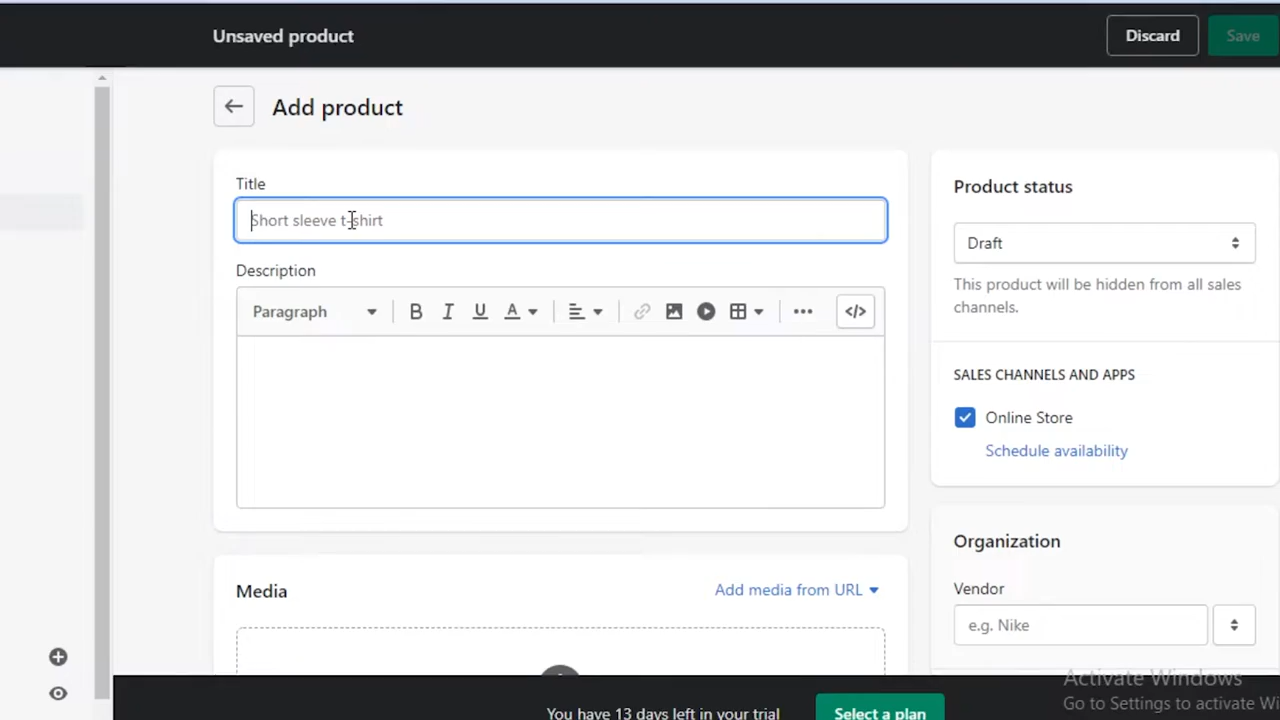 Unsaved product
Discard
Save
Add product
Title
Short sleeve t-shirt
Description
Paragraph
B I U A
</>
Media
Add media from URL
Product status
Draft
This product will be hidden from all sales
channels.
SALES CHANNELS AND APPS
Online Store
Schedule availability
Organization
Vendor
e.g. Nike
Activate Windows
Go to Settings to activate Wi
You have 13 days left in your trial
Select a plan